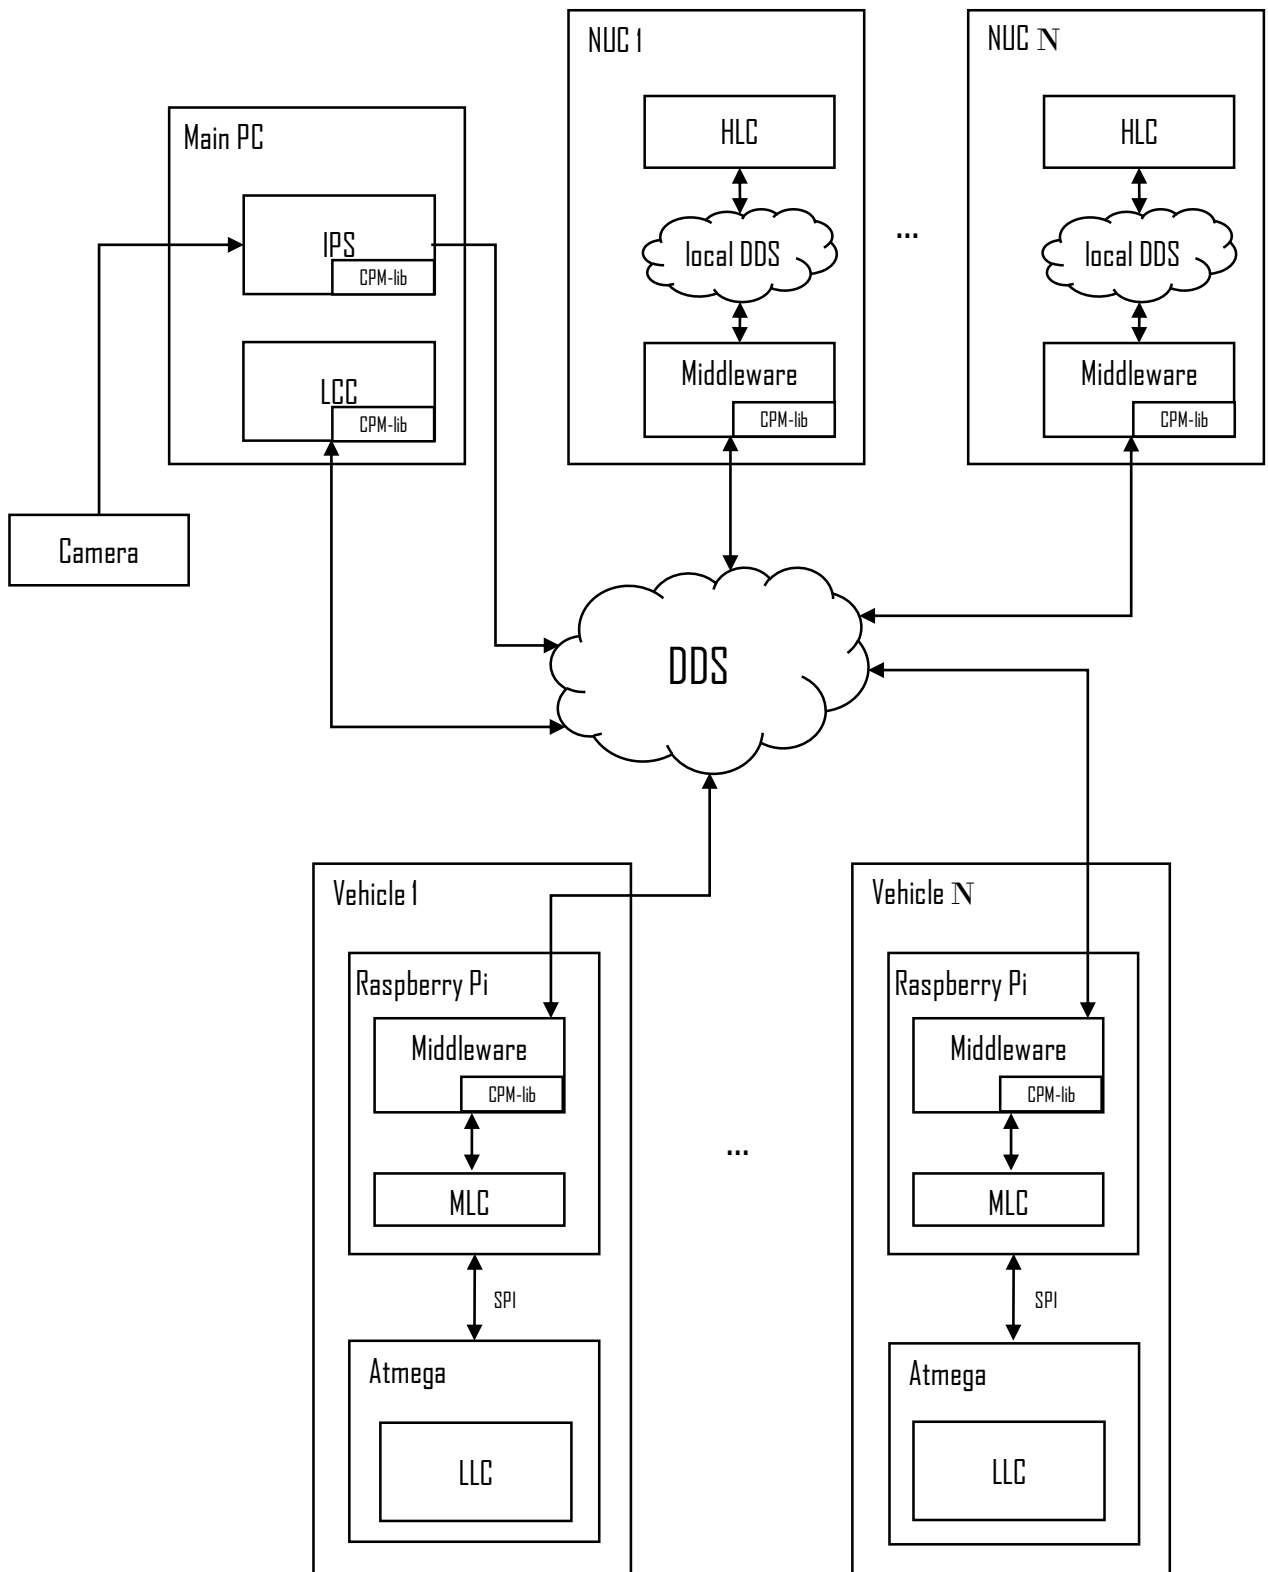 NUC 1
HLC
local DDS
Middleware
CPM-lib
...
NUC N
HLC
local DDS
Middleware
CPM-lib
Main PC
IPS
CPM-lib
LCC
CPM-lib
Camera
DDS
Vehicle 1
Raspberry Pi
Middleware
CPM-lib
MLC
SPI
Atmega
LLC
...
Vehicle N
Raspberry Pi
Middleware
CPM-lib
MLC
SPI
Atmega
LLC